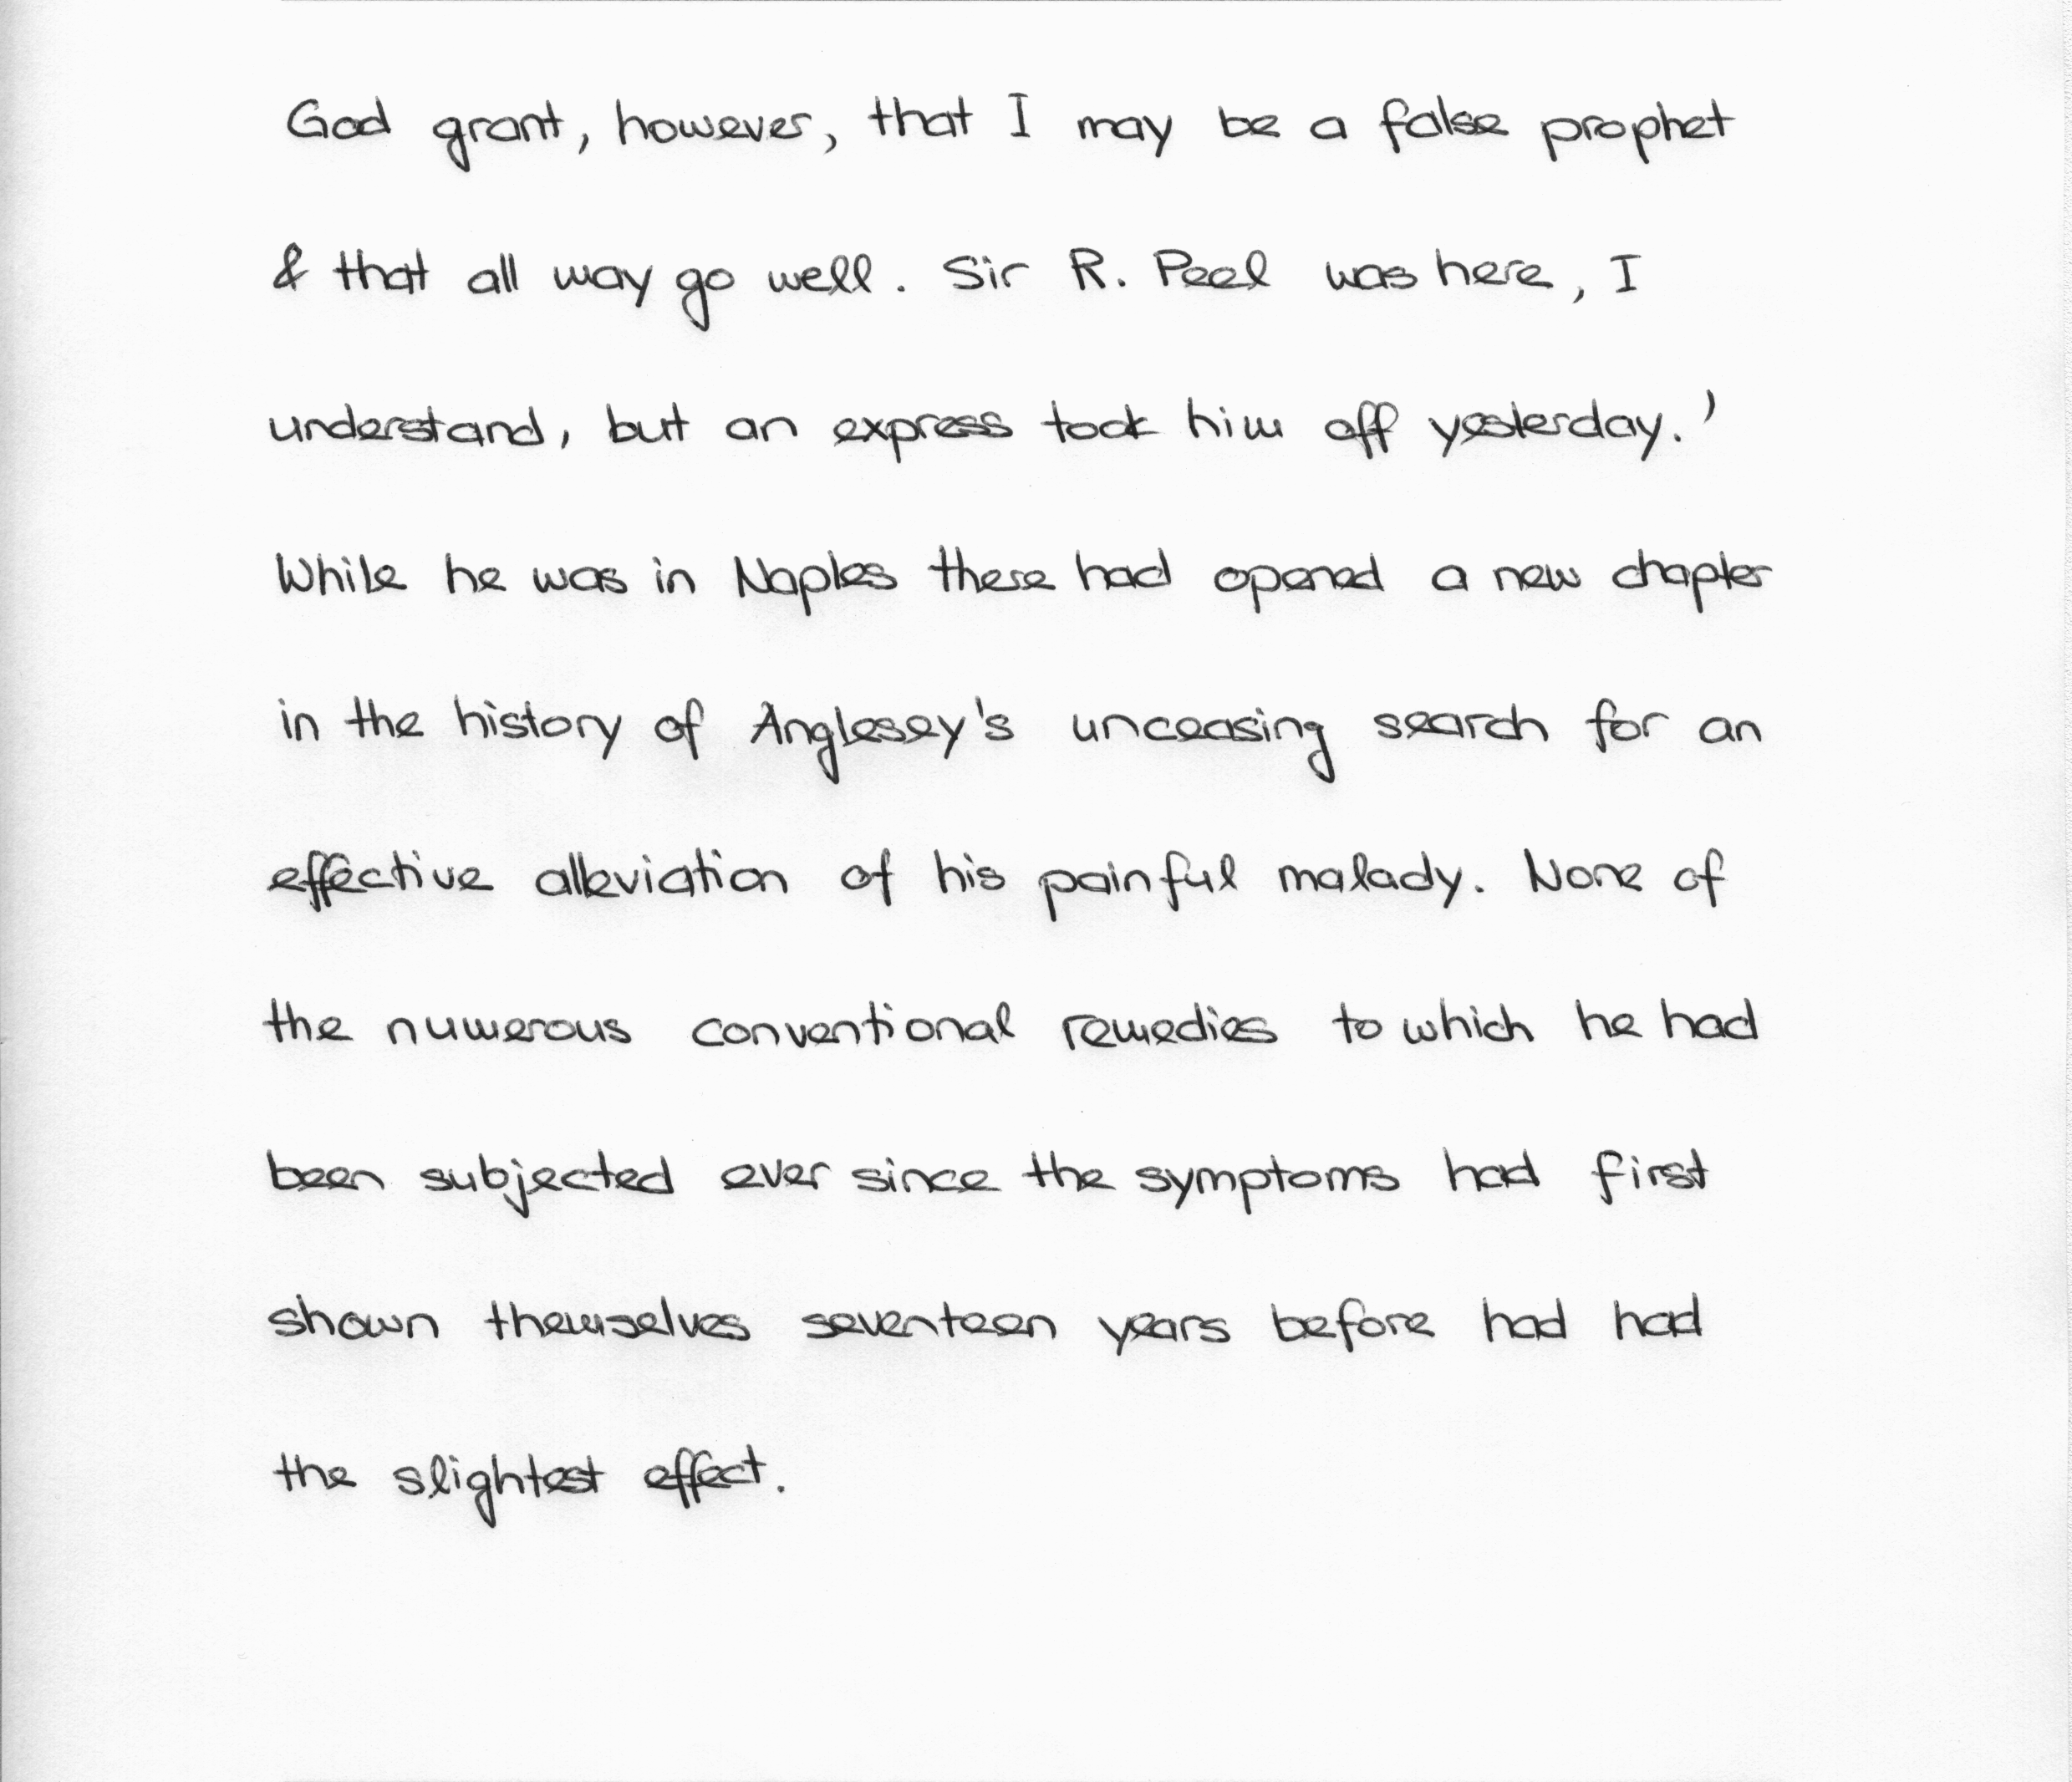 God grant, however, that I may be a false prophet
& that all may go well. Sir R. Peel was here, I
understand, but an express took him off yesterday.'
While he was in Naples there had opened a new chapter
in the history of Anglesey's unceasing search for an
effective alleviation of his painful malady. None of
the numerous conventional remedies to which he had
been subjected ever since the symptoms had first
shown themselves seventeen years before had had
the slightest effect.